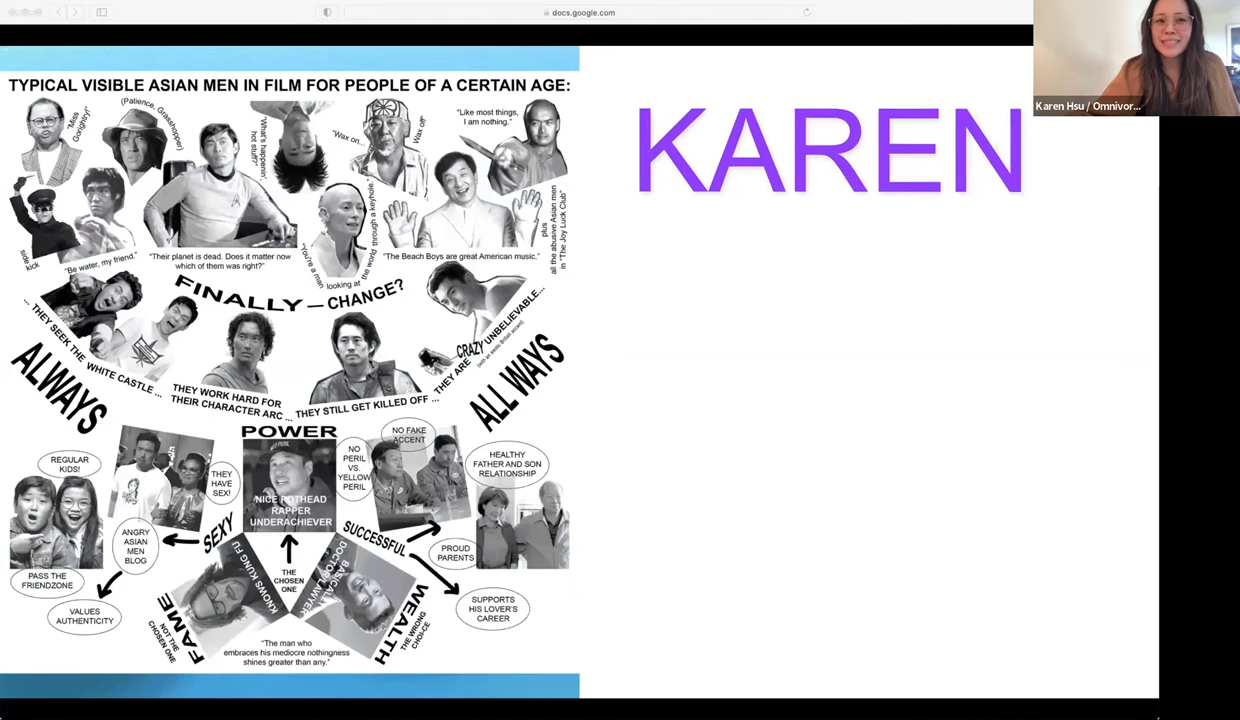 docs.google.com
Karen Hsu / Omnivor...
TYPICAL VISIBLE ASIAN MEN IN FILM FOR PEOPLE OF A CERTAIN AGE:
"Miss
Gorightry!"
(Patience, Grasshopper)
"What's happenin',
hot stuff?"
"Wax on...
Wax off"
"Like most things,
I am nothing."
side
kick
"Be water, my friend."
"Their planet is dead. Does it matter now
which of them was right?"
"You're a man
looking at
the world through a keyhole."
"The Beach Boys are great American music."
plus
all the abusive Asian men
in "The Joy Luck Club"
FINALLY — CHANGE?
... THEY SEEK THE WHITE CASTLE ...
THEY WORK HARD FOR
THEIR CHARACTER ARC ...
THEY STILL GET KILLED OFF ...
THEY ARE CRAZY UNBELIEVABLE...
(with an exotic British accent)
ALWAYS
ALL WAYS
POWER
REGULAR
KIDS!
THEY
HAVE
SEX!
NICE POTHEAD
RAPPER
UNDERACHIEVER
NO
PERIL
VS.
YELLOW
PERIL
NO FAKE
ACCENT
HEALTHY
FATHER AND SON
RELATIONSHIP
ANGRY
ASIAN
MEN
BLOG
SEXY
SUCCESSFUL
PROUD
PARENTS
PASS THE
FRIENDZONE
VALUES
AUTHENTICITY
KNOWS KUNG FU
THE
CHOSEN
ONE
BASICALLY
DOCTOR/LAWYER
SUPPORTS
HIS LOVER'S
CAREER
FAME
NOT THE
CHOSEN ONE
WEALTH
THE WRONG
CHOI-CE
"The man who
embraces his mediocre nothingness
shines greater than any."
KAREN